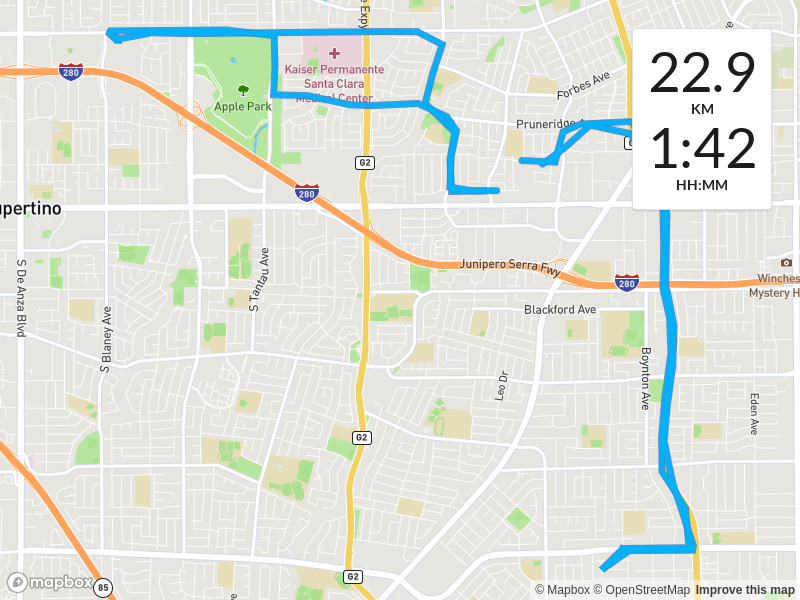 e Expy
280
Kaiser Permanente
Santa Clara
Medical Center
Apple Park
Forbes Ave
Pruneridge A
22.9
KM
1:42
HH:MM
G2
280
upertino
S De Anza Blvd
S Tantau Ave
Junipero Serra Fwy
280
Winches
Mystery H
Blackford Ave
S Blaney Ave
Boynton Ave
Leo Dr
Eden Ave
G2
G2
85
mapbox
© Mapbox © OpenStreetMap Improve this map